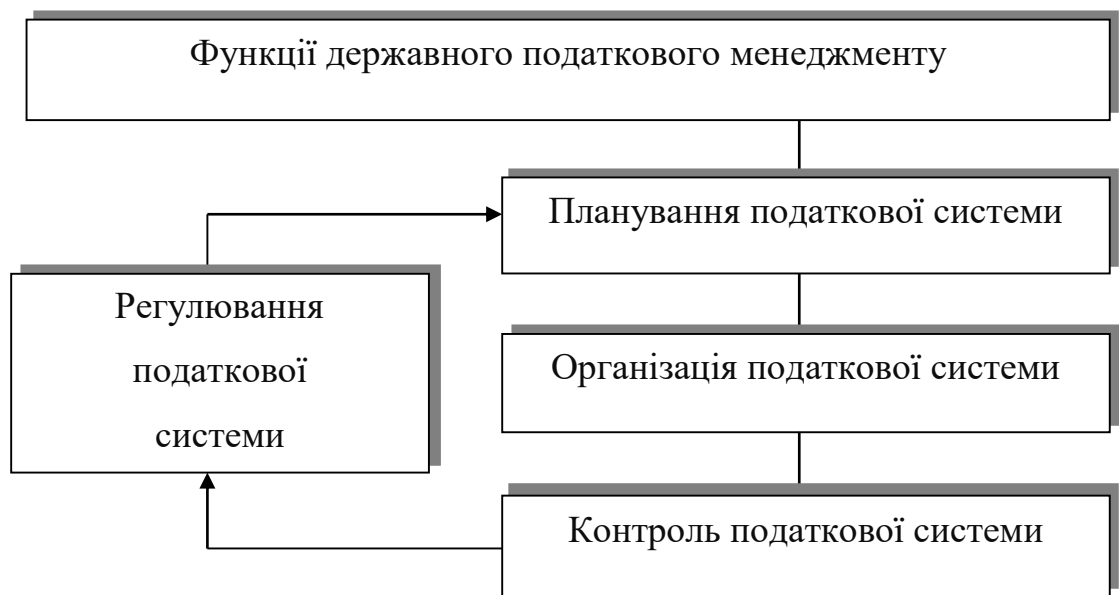 Функції державного податкового менеджменту
Планування податкової системи
Регулювання
податкової
системи
Організація податкової системи
Контроль податкової системи